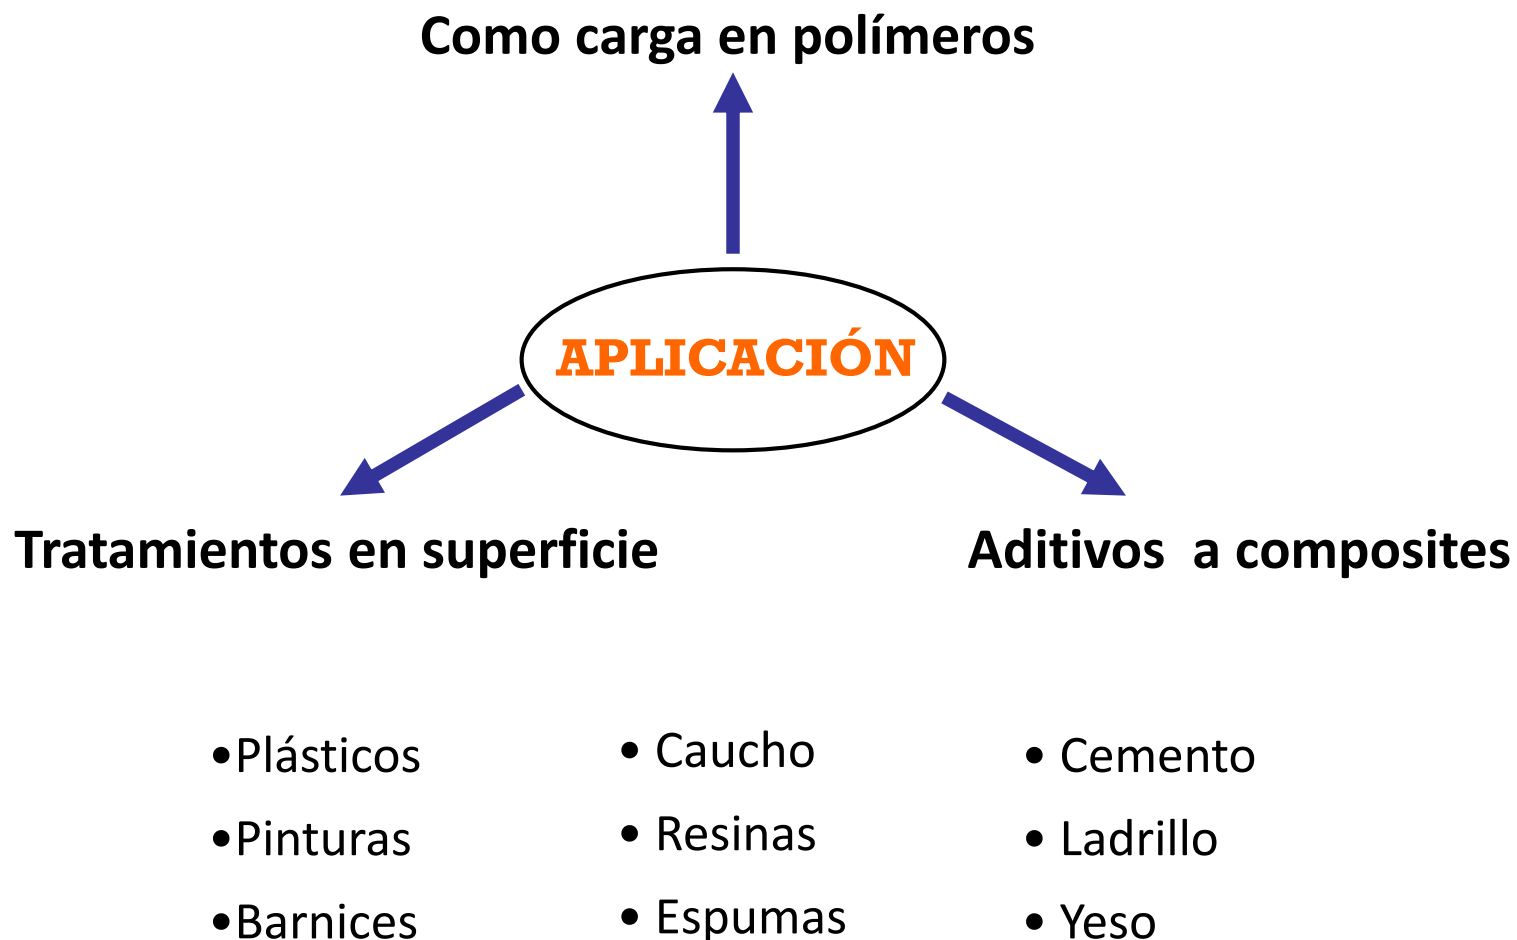 Como carga en polímeros
APLICACIÓN
Tratamientos en superficie
Aditivos  a composites
•Plásticos
•Pinturas
•Barnices
• Caucho
• Resinas
• Espumas
• Cemento
• Ladrillo
• Yeso